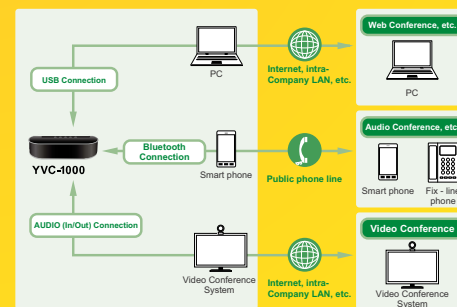 Web Conference, etc.
USB Connection
PC
Internet, intra-
Company LAN, etc.
PC
Audio Conference, etc
Bluetooth
Connection
YVC-1000
Smart phone
Public phone line
Smart phone
Fix - line
phone
AUDIO (In/Out) Connection
Video Conference
Video Conference
System
Internet, intra-
Company LAN, etc.
Video Conference
System